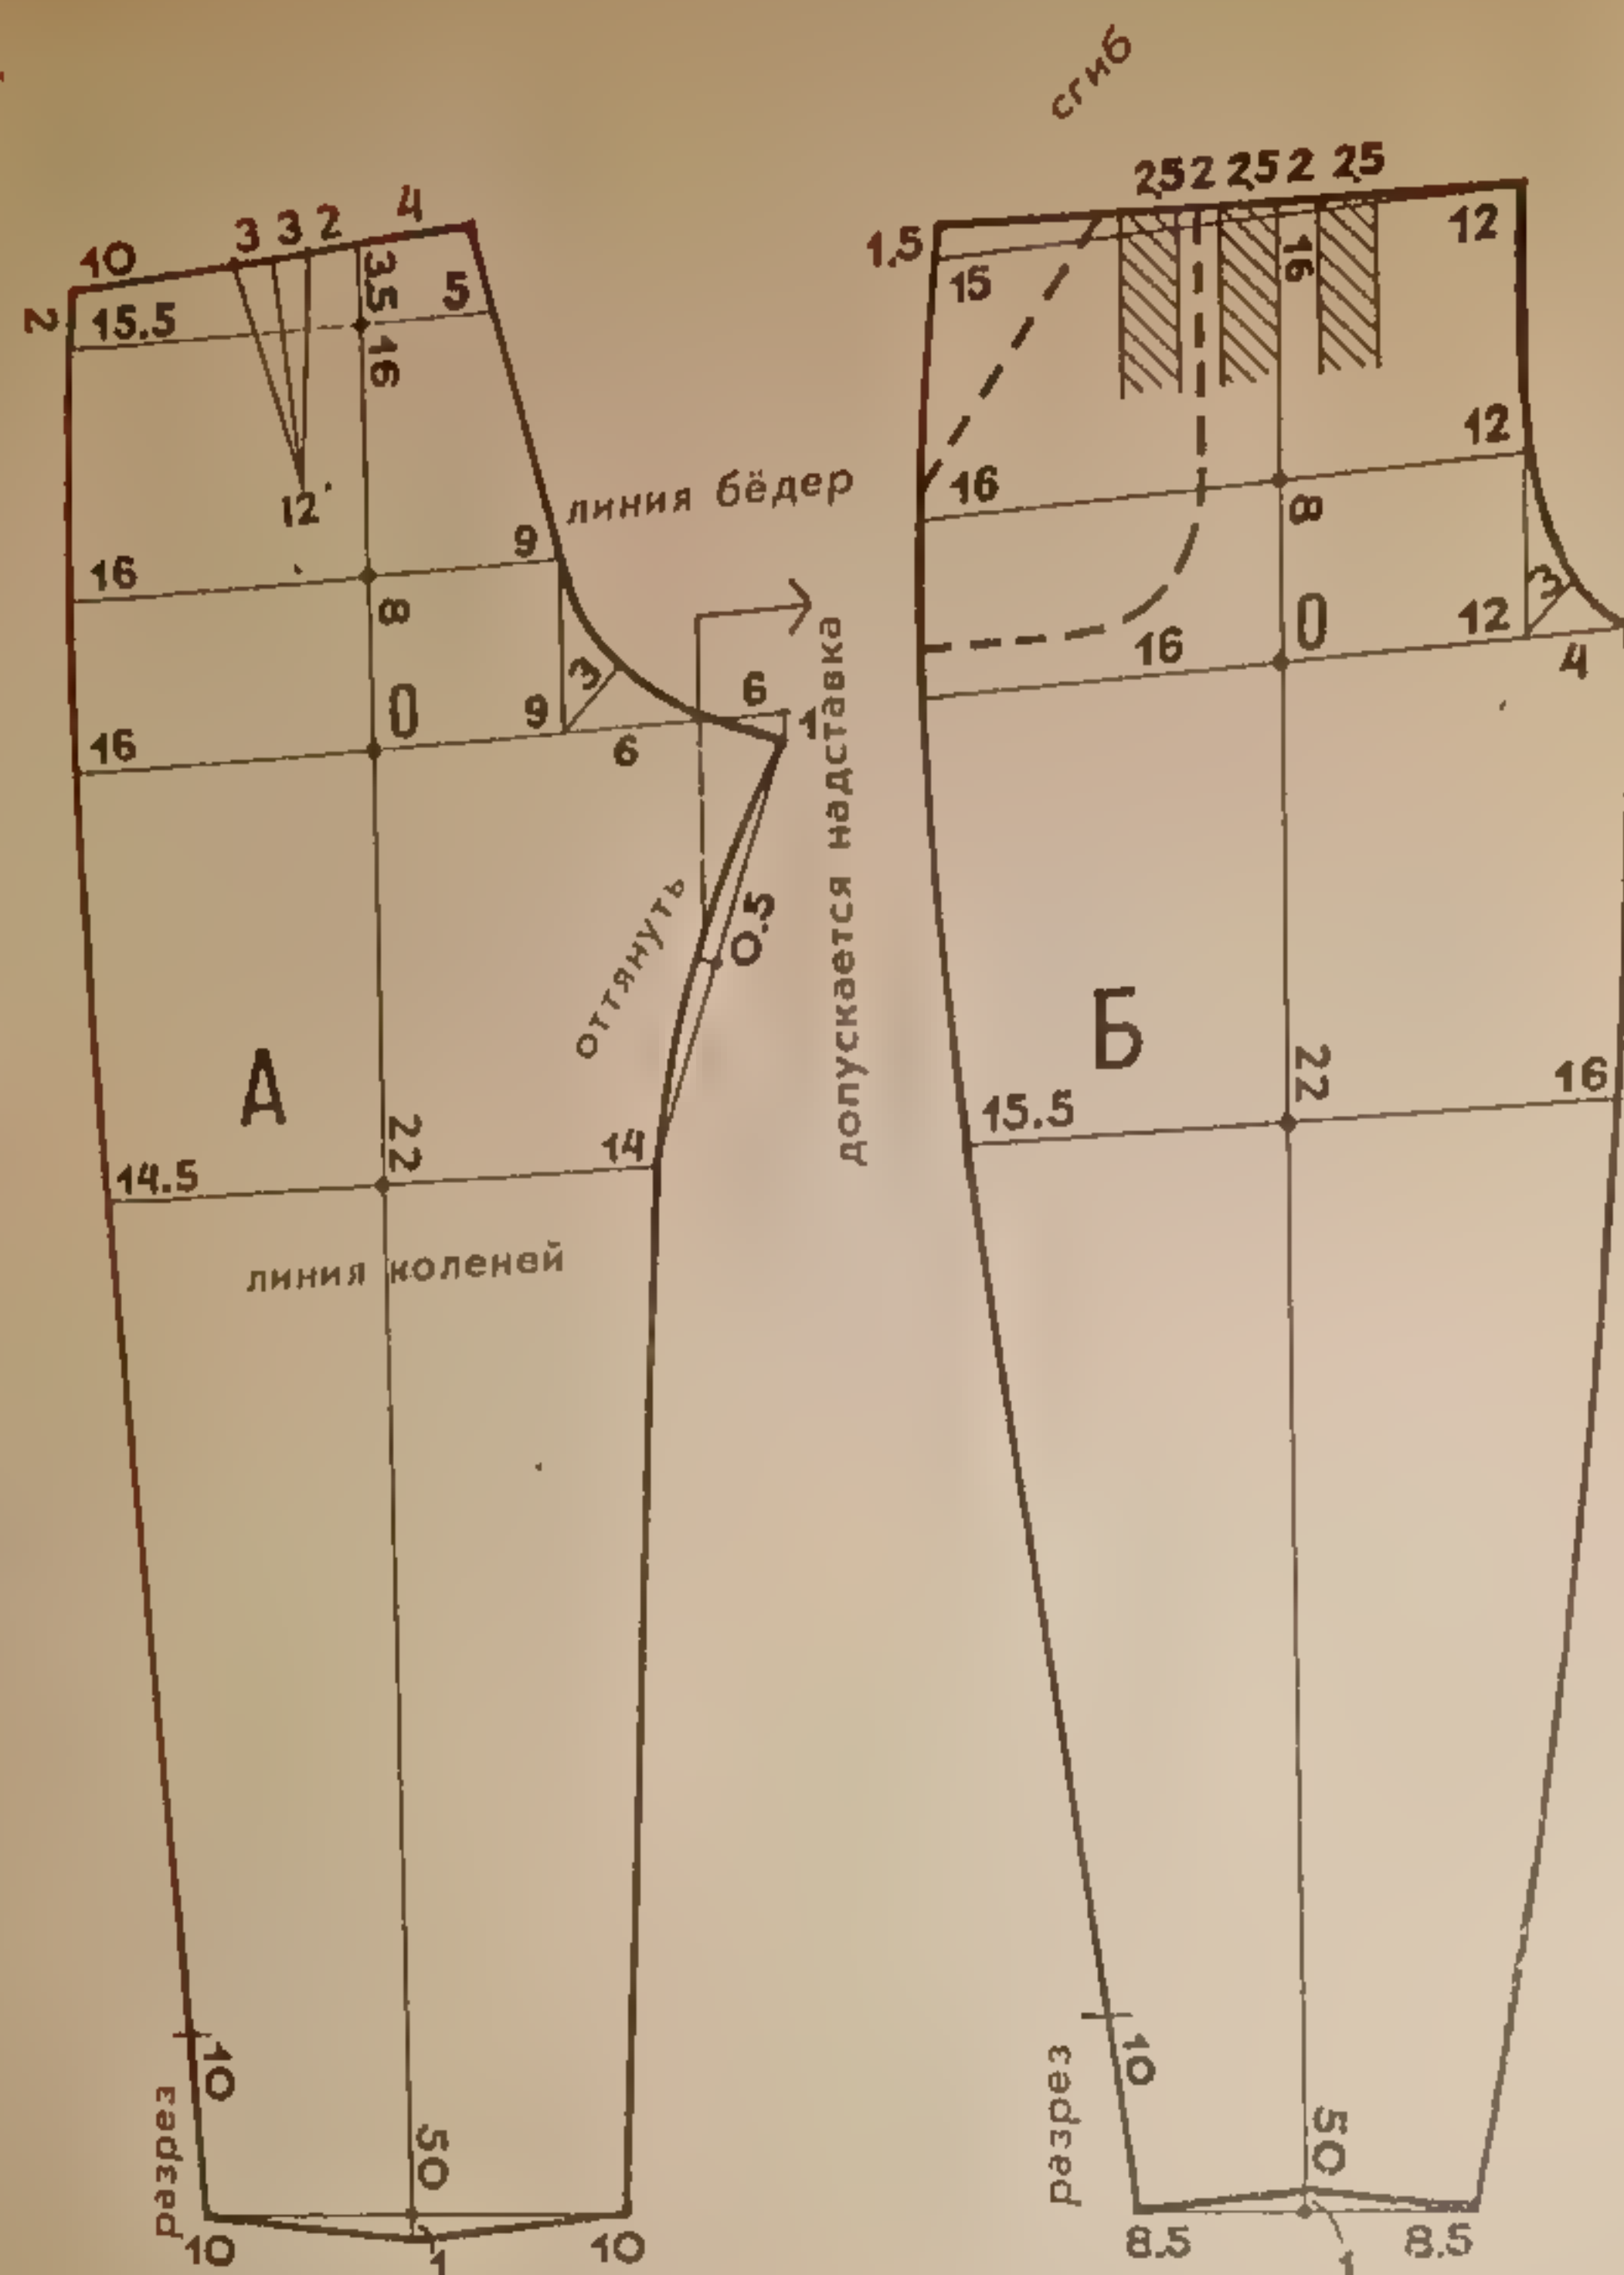 сгиб
10 3 3 2 4
2 15.5 3.5 5
16
12
линия бёдер
16 9
8
3
16 0 9 6 6 1
допускается надставка
оттянуть
0.5
А
22
14.5 14
линия коленей
разрез
10
50
10 1 10
2,5 2 2,5 2 2,5
1.5 15 16 12
16 12
8
16 0 12 3 4
Б
22
15.5 16
разрез
10
50
8.5 1 8.5